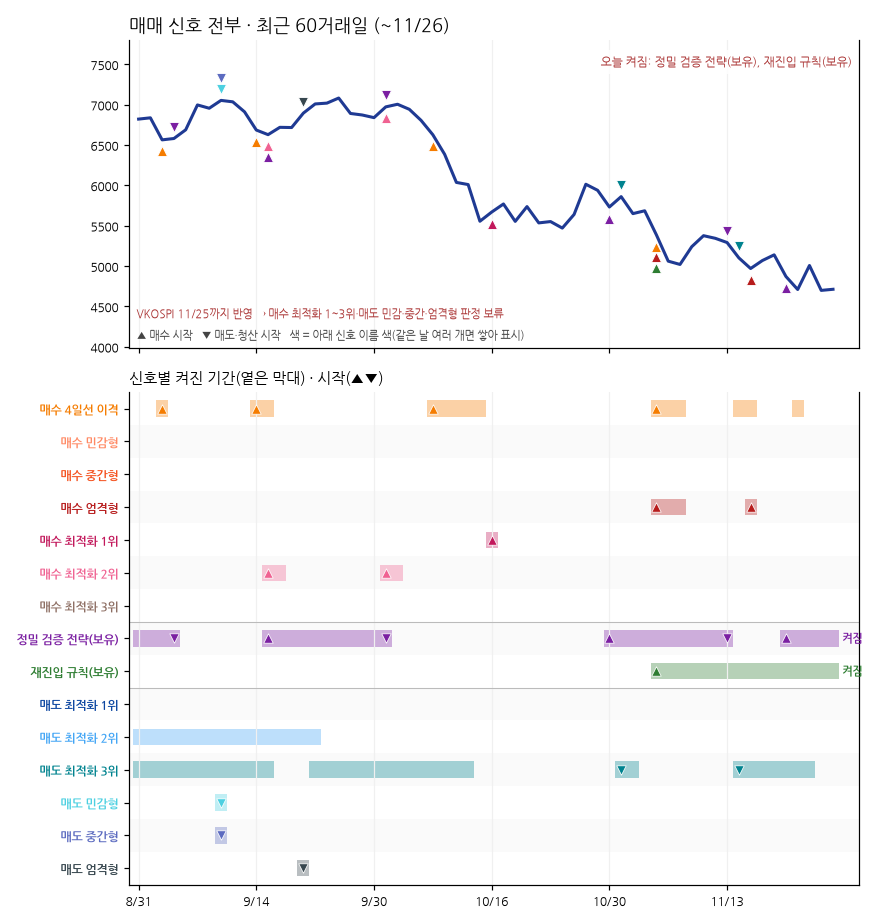 매매 신호 전부 · 최근 60거래일 (~11/26)
오늘 켜짐: 정밀 검증 전략(보유), 재진입 규칙(보유)
7500
7000
6500
6000
5500
5000
4500
4000
VKOSPI 11/25까지 반영 → 매수 최적화 1~3위·매도 민감·중간·엄격형 판정 보류
▲ 매수 시작 ▼ 매도·청산 시작 색 = 아래 신호 이름 색(같은 날 여러 개면 쌓아 표시)
신호별 켜진 기간(옅은 막대) · 시작(▲▼)
매수 4일선 이격
매수 민감형
매수 중간형
매수 엄격형
매수 최적화 1위
매수 최적화 2위
매수 최적화 3위
정밀 검증 전략(보유)
켜짐
재진입 규칙(보유)
켜짐
매도 최적화 1위
매도 최적화 2위
매도 최적화 3위
매도 민감형
매도 중간형
매도 엄격형
8/31
9/14
9/30
10/16
10/30
11/13